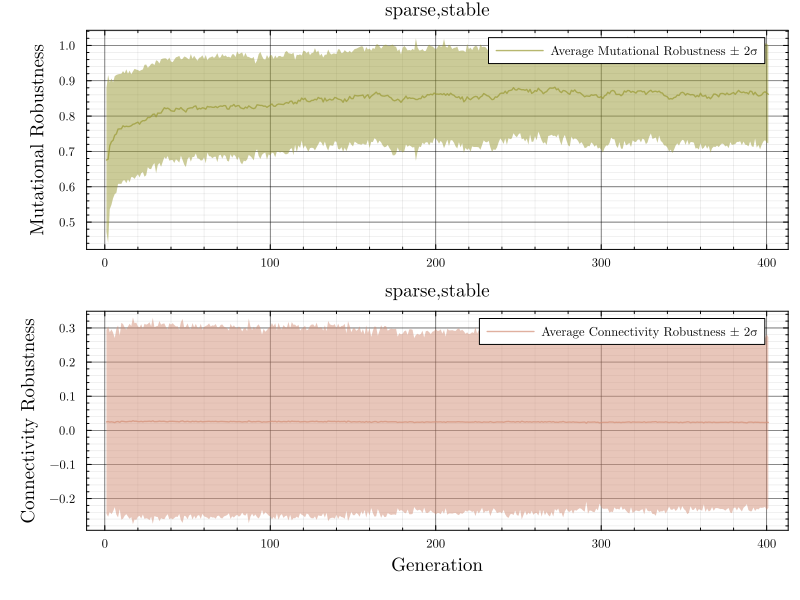 sparse,stable
Average Mutational Robustness ± 2σ
Mutational Robustness
1.0
0.9
0.8
0.7
0.6
0.5
0 100 200 300 400
sparse,stable
Average Connectivity Robustness ± 2σ
Connectivity Robustness
0.3
0.2
0.1
0.0
−0.1
−0.2
0 100 200 300 400
Generation